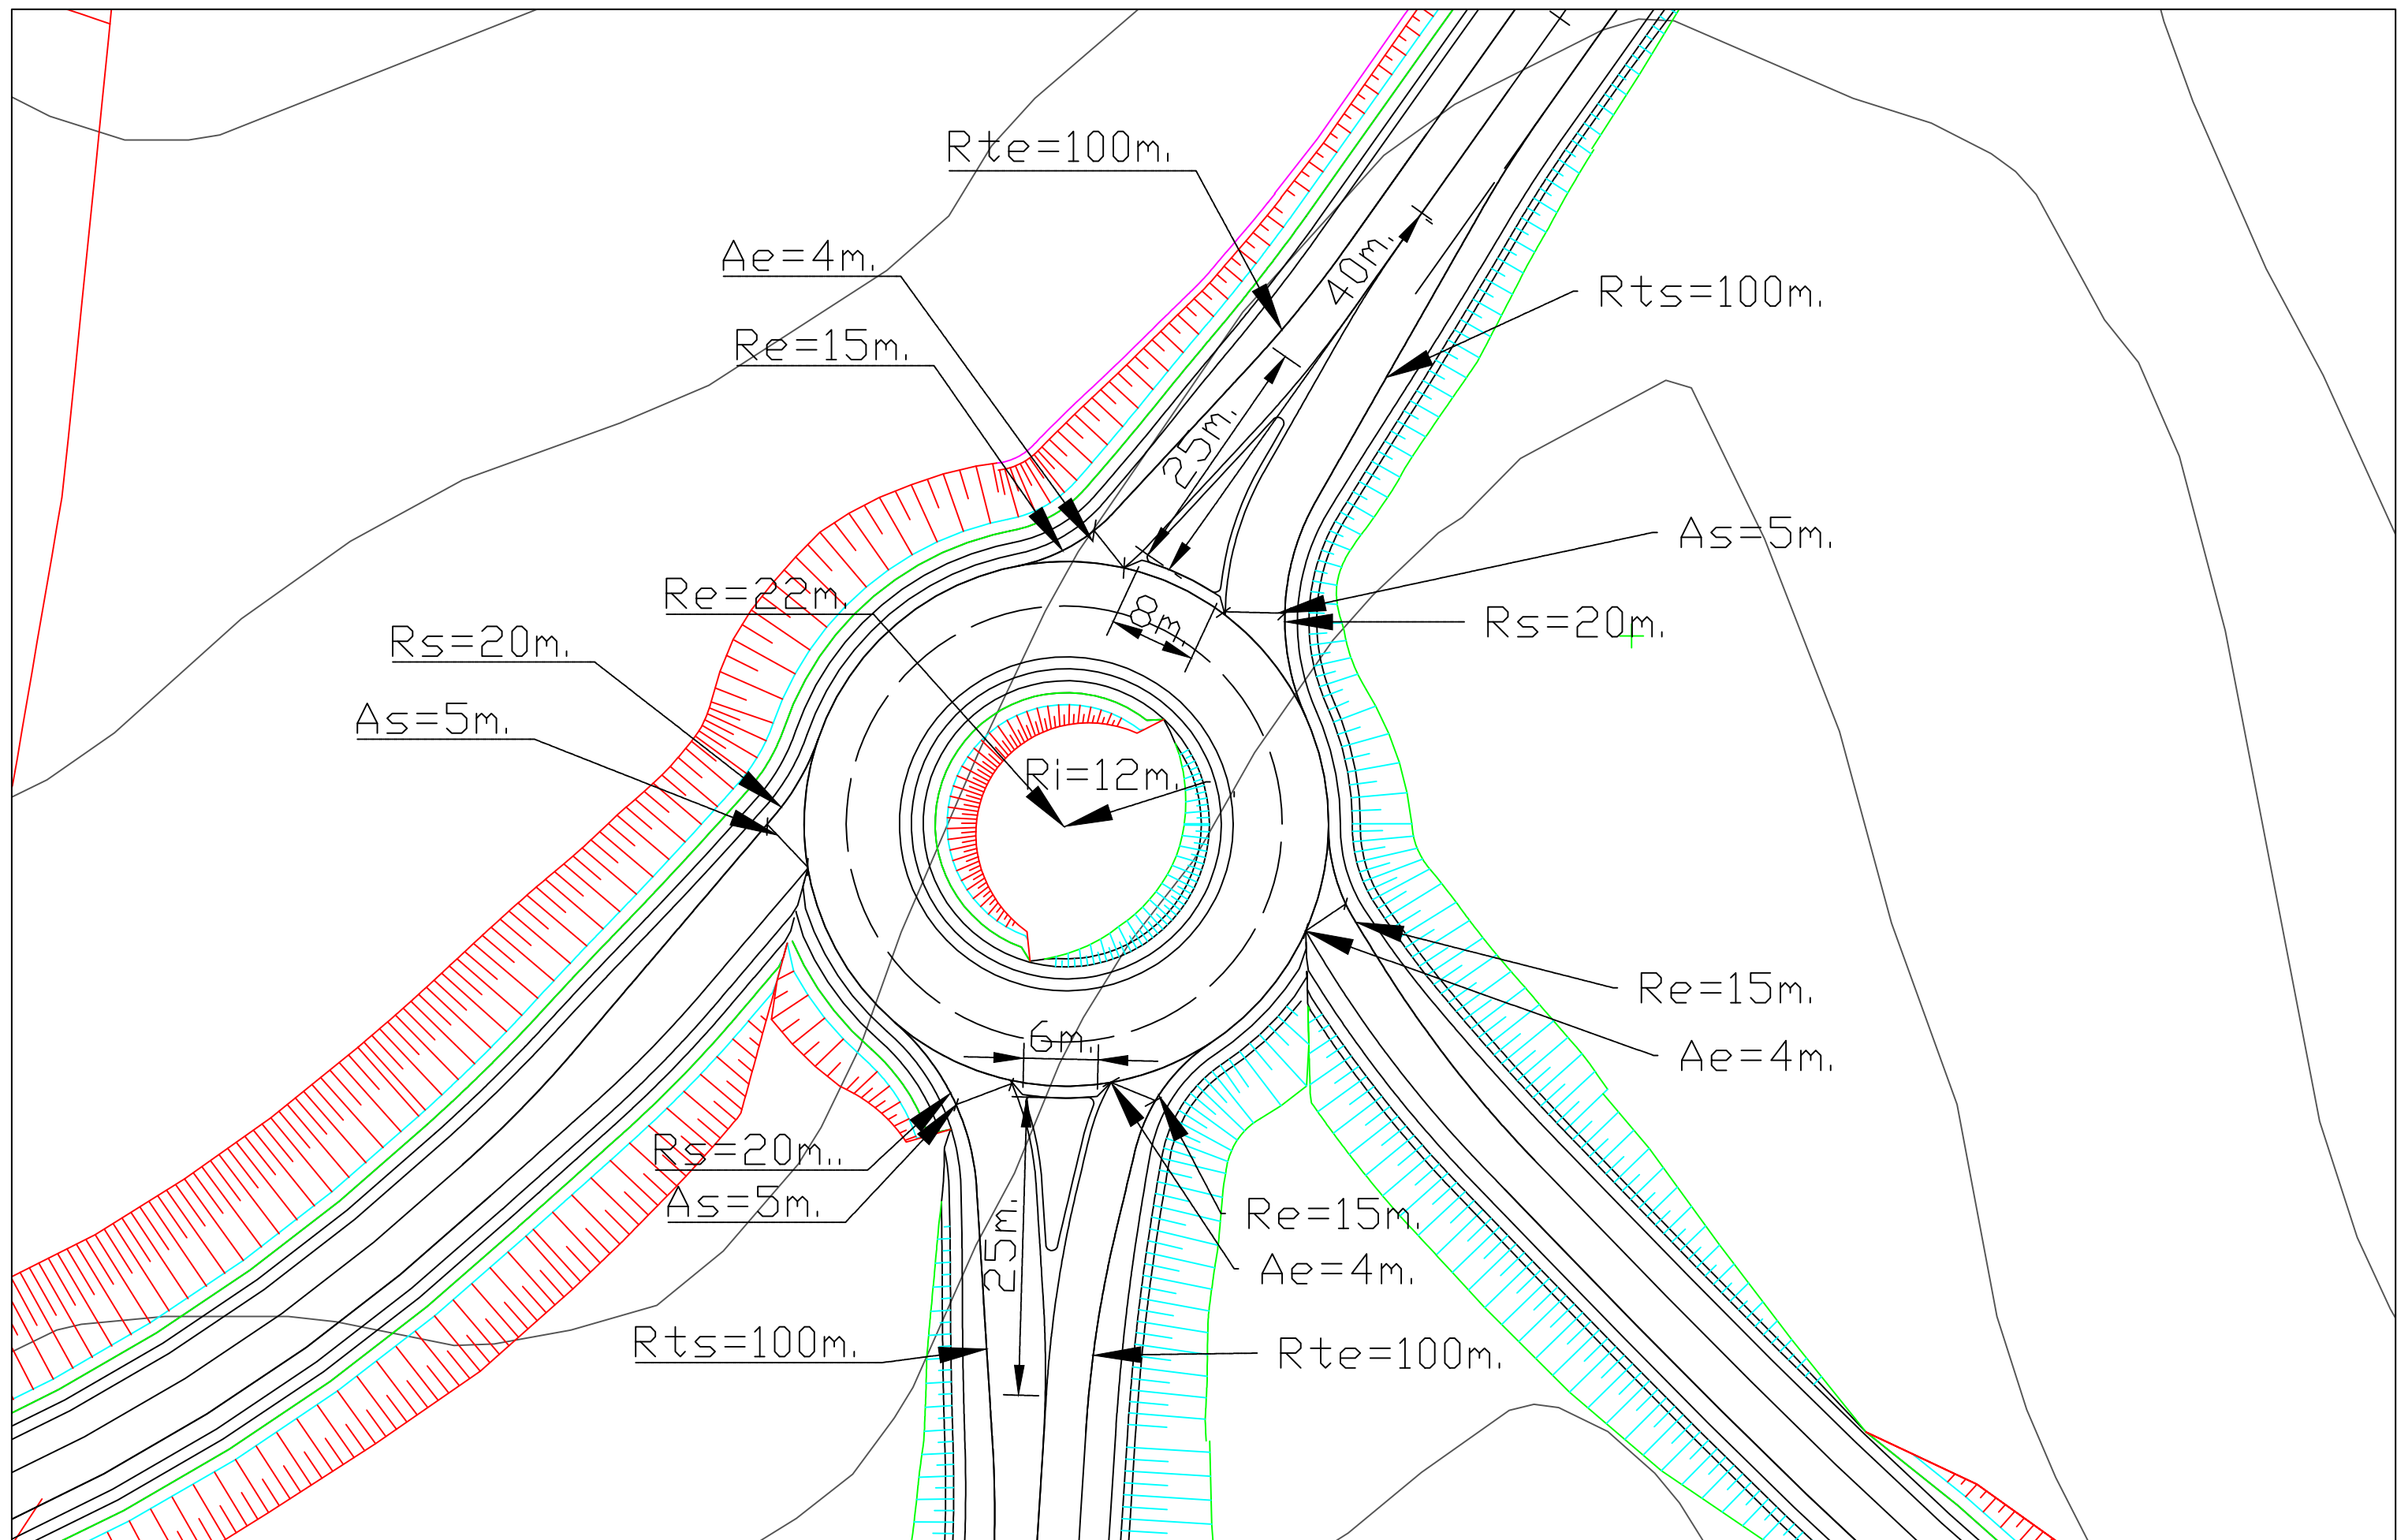 Rte=100m.
Ae=4m.
40m.
Rts=100m.
Re=15m.
25m.
As=5m.
Re=22m.
8m.
Rs=20m.
Rs=20m.
As=5m.
Ri=12m.
Re=15m.
6m.
Ae=4m.
Rs=20m..
As=5m.
25m.
Re=15m.
Ae=4m.
Rts=100m.
Rte=100m.